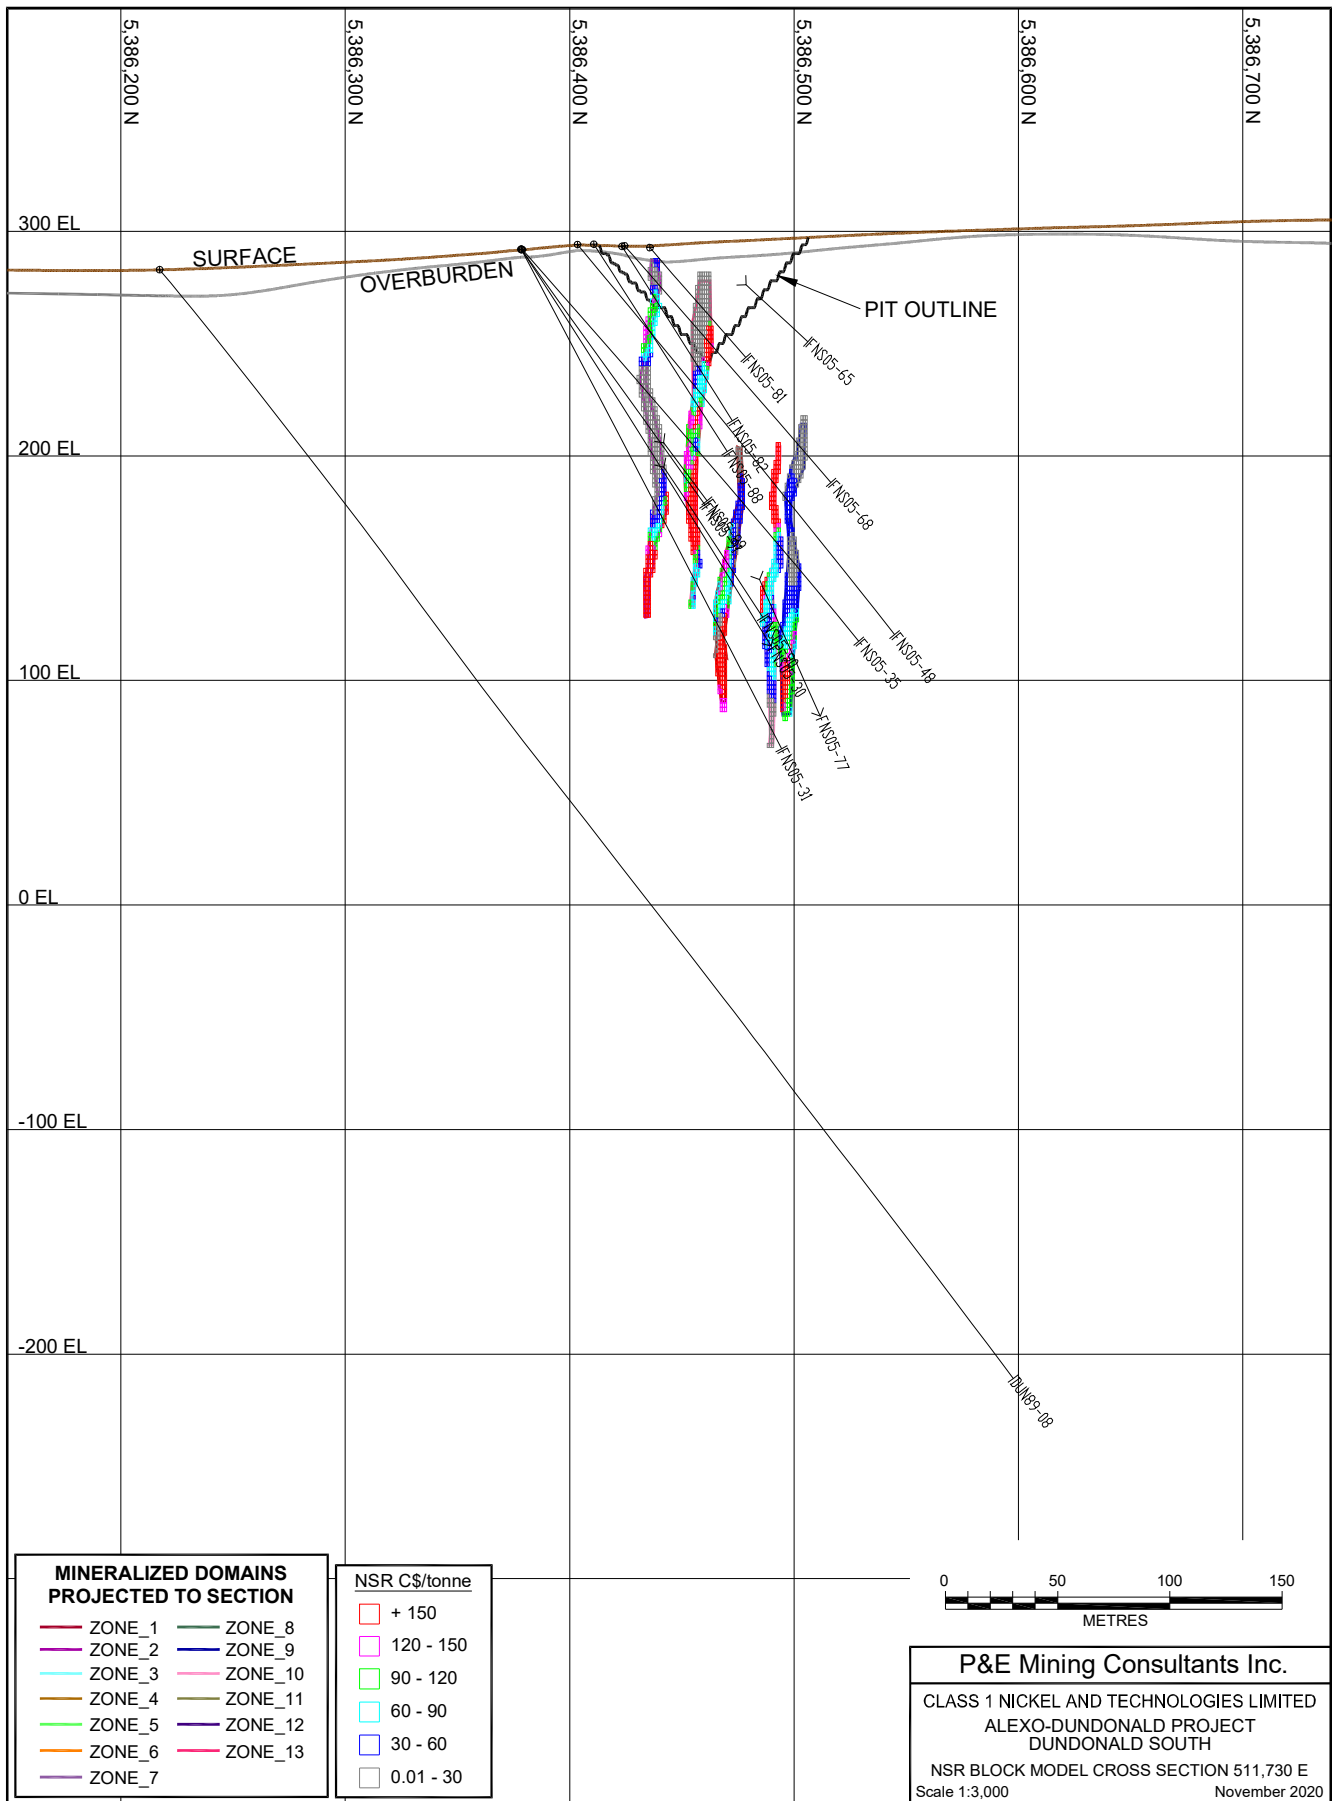 5,386,200 N
5,386,300 N
5,386,400 N
5,386,500 N
5,386,600 N
5,386,700 N
300 EL
SURFACE
OVERBURDEN
PIT OUTLINE
FNS05-65
FNS05-81
FNS05-82
FNS05-88
200 EL
FNS05-68
FNS05-48
FNS05-35
100 EL
FNS05-77
FNS05-31
0 EL
-100 EL
-200 EL
DUN89-08
MINERALIZED DOMAINS
PROJECTED TO SECTION
ZONE_1 ZONE_8
ZONE_2 ZONE_9
ZONE_3 ZONE_10
ZONE_4 ZONE_11
ZONE_5 ZONE_12
ZONE_6 ZONE_13
ZONE_7
NSR C$/tonne
+ 150
120 - 150
90 - 120
60 - 90
30 - 60
0.01 - 30
0 50 100 150
METRES
P&E Mining Consultants Inc.
CLASS 1 NICKEL AND TECHNOLOGIES LIMITED
ALEXO-DUNDONALD PROJECT
DUNDONALD SOUTH
NSR BLOCK MODEL CROSS SECTION 511,730 E
Scale 1:3,000 November 2020